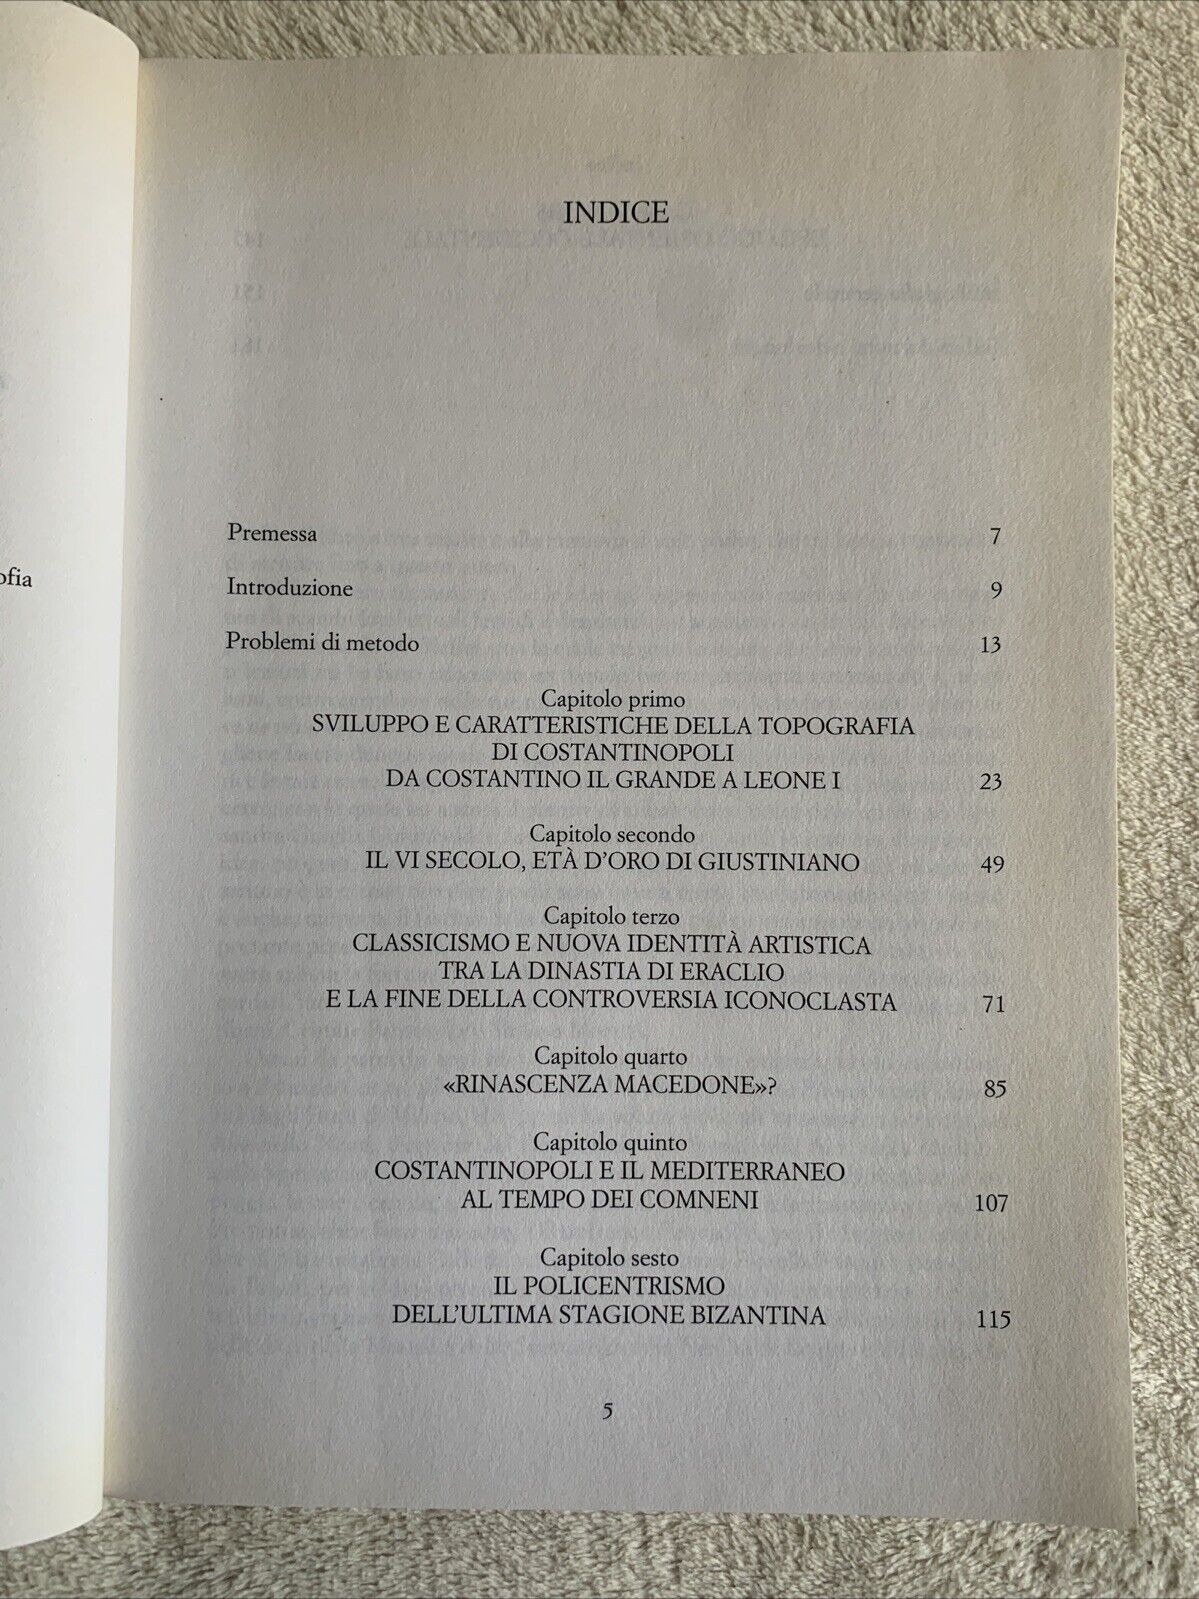 ofia
INDICE
Premessa 7
Introduzione 9
Problemi di metodo 13
Capitolo primo
SVILUPPO E CARATTERISTICHE DELLA TOPOGRAFIA
DI COSTANTINOPOLI
DA COSTANTINO IL GRANDE A LEONE I 23
Capitolo secondo
IL VI SECOLO, ETÀ D'ORO DI GIUSTINIANO 49
Capitolo terzo
CLASSICISMO E NUOVA IDENTITÀ ARTISTICA
TRA LA DINASTIA DI ERACLIO
E LA FINE DELLA CONTROVERSIA ICONOCLASTA 71
Capitolo quarto
«RINASCENZA MACEDONE»? 85
Capitolo quinto
COSTANTINOPOLI E IL MEDITERRANEO
AL TEMPO DEI COMNENI 107
Capitolo sesto
IL POLICENTRISMO
DELL'ULTIMA STAGIONE BIZANTINA 115
5